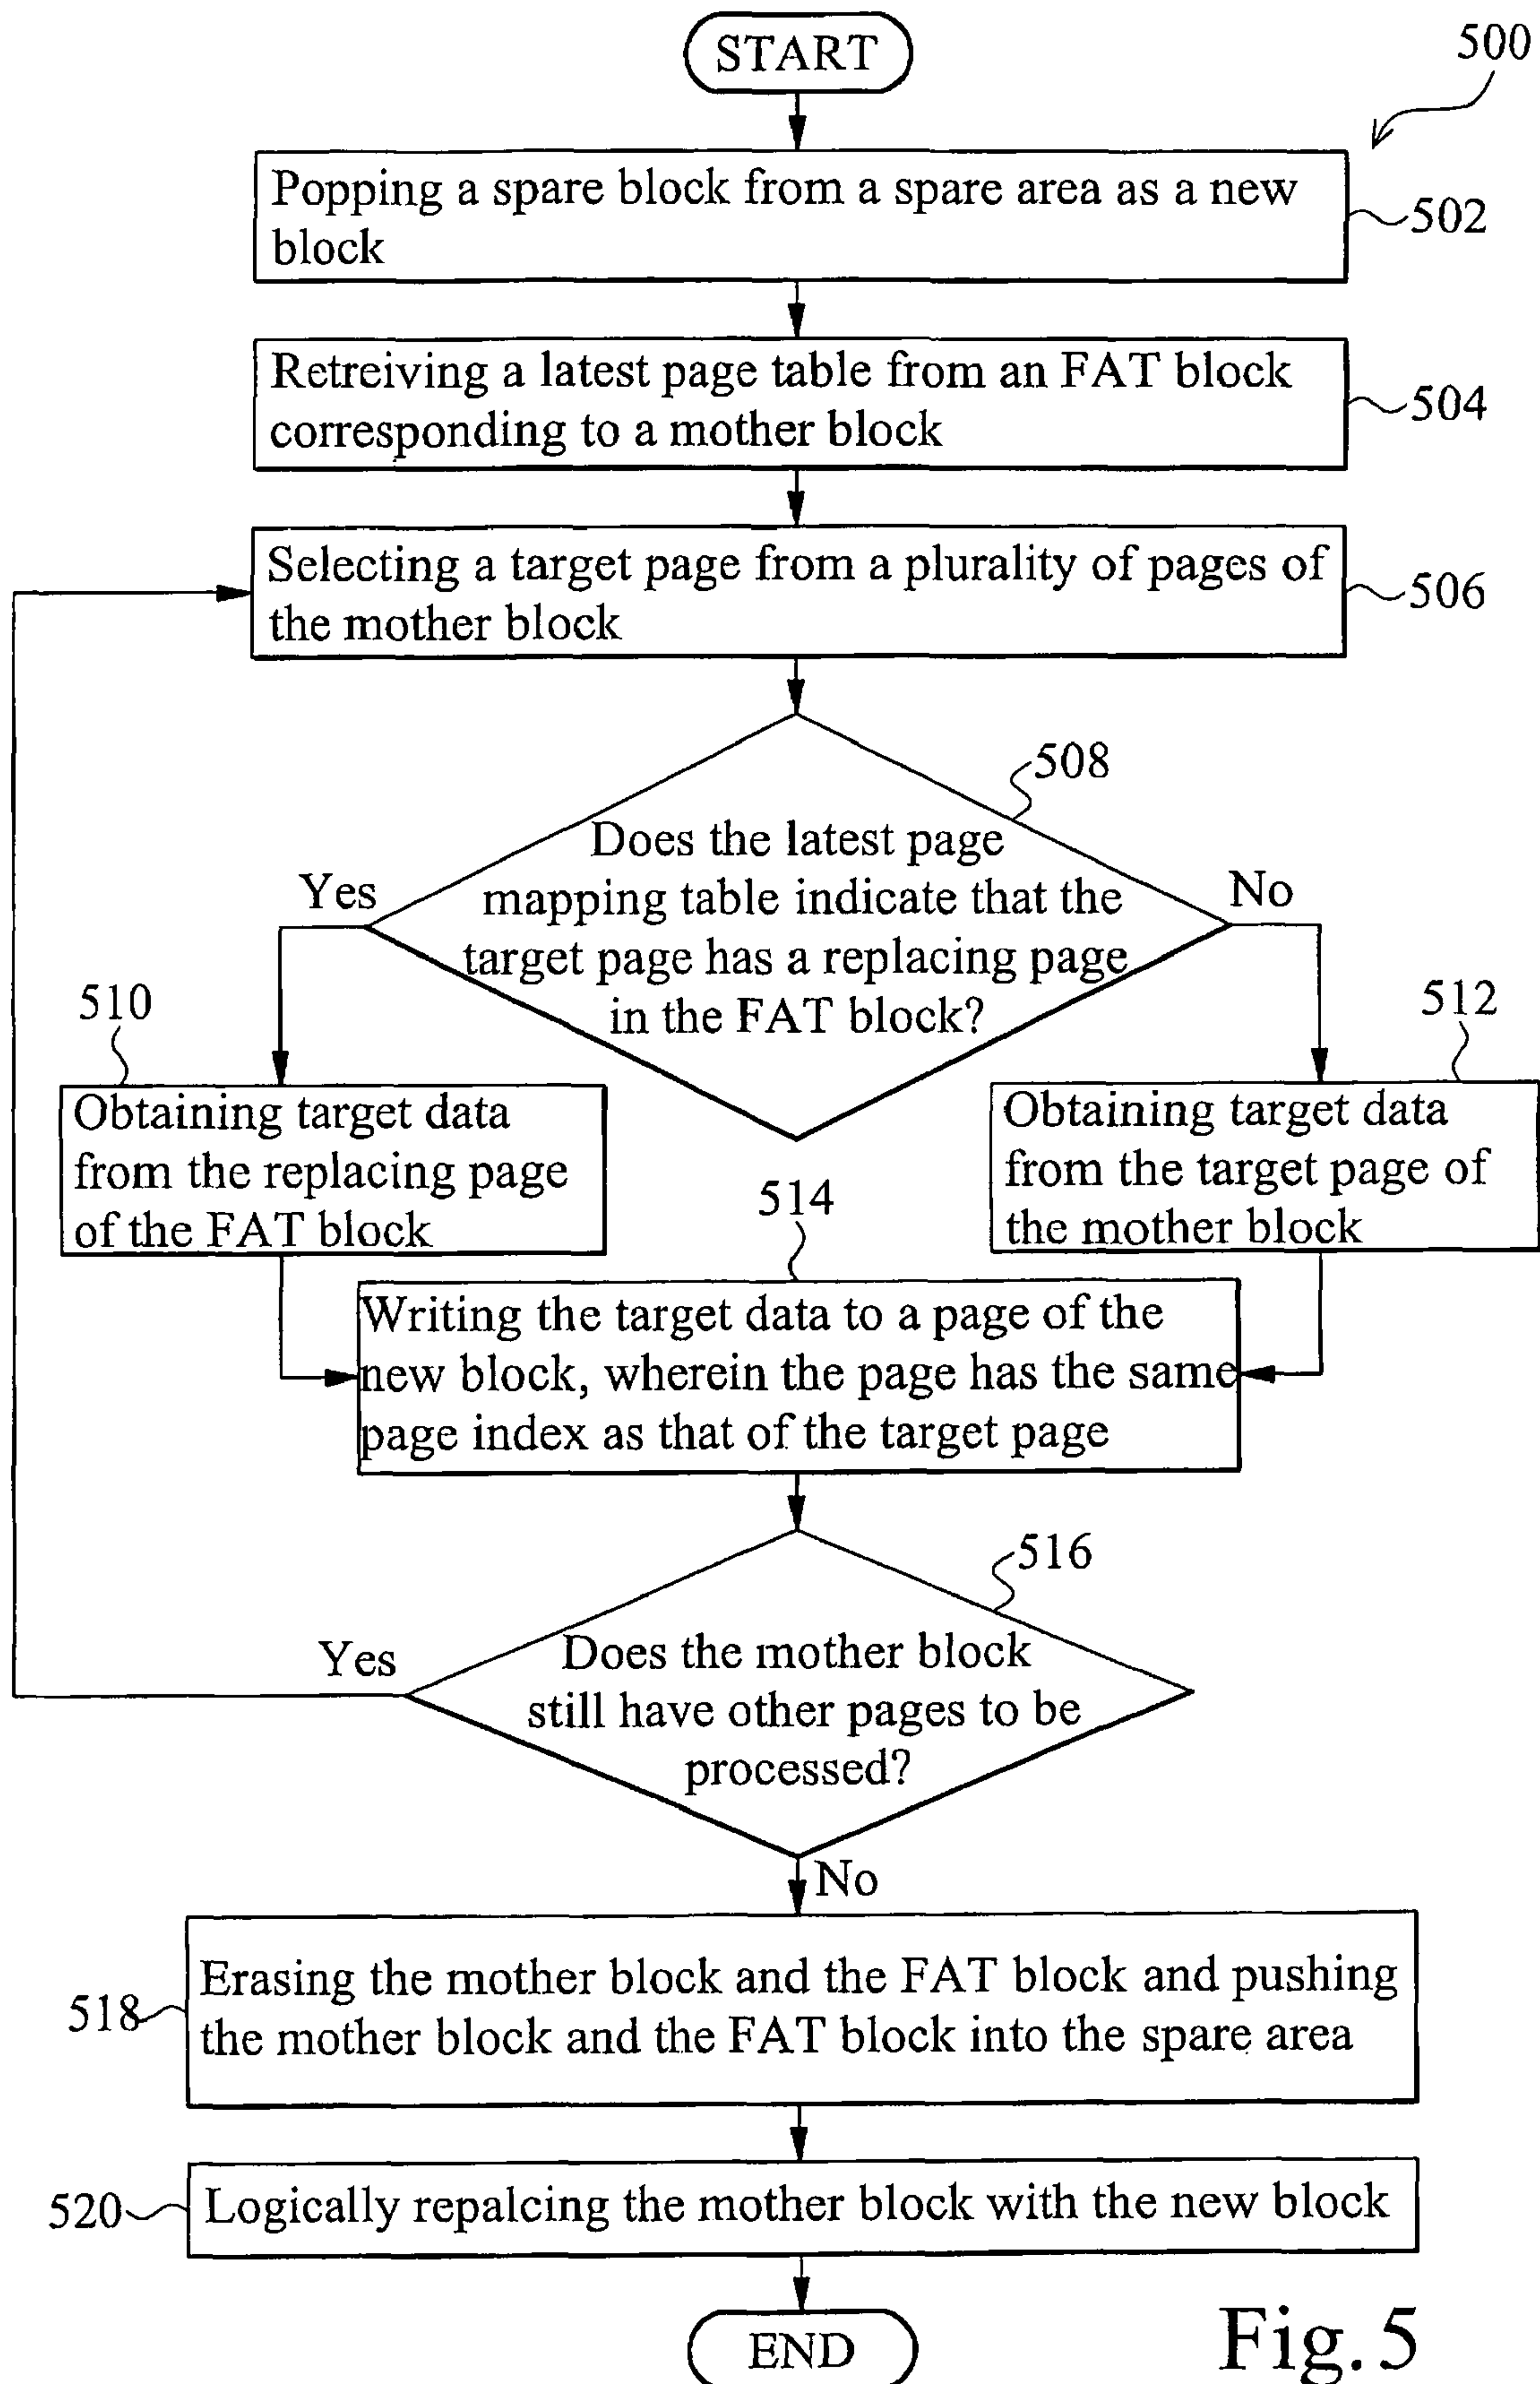 START
500
Popping a spare block from a spare area as a new
block
502
Retreiving a latest page table from an FAT block
corresponding to a mother block
504
Selecting a target page from a plurality of pages of
the mother block
506
508
Does the latest page
mapping table indicate that the
target page has a replacing page
in the FAT block?
Yes
No
510
Obtaining target data
from the replacing page
of the FAT block
512
Obtaining target data
from the target page of
the mother block
514
Writing the target data to a page of the
new block, wherein the page has the same
page index as that of the target page
516
Does the mother block
still have other pages to be
processed?
Yes
No
518
Erasing the mother block and the FAT block and pushing
the mother block and the FAT block into the spare area
520
Logically repalcing the mother block with the new block
END
Fig. 5